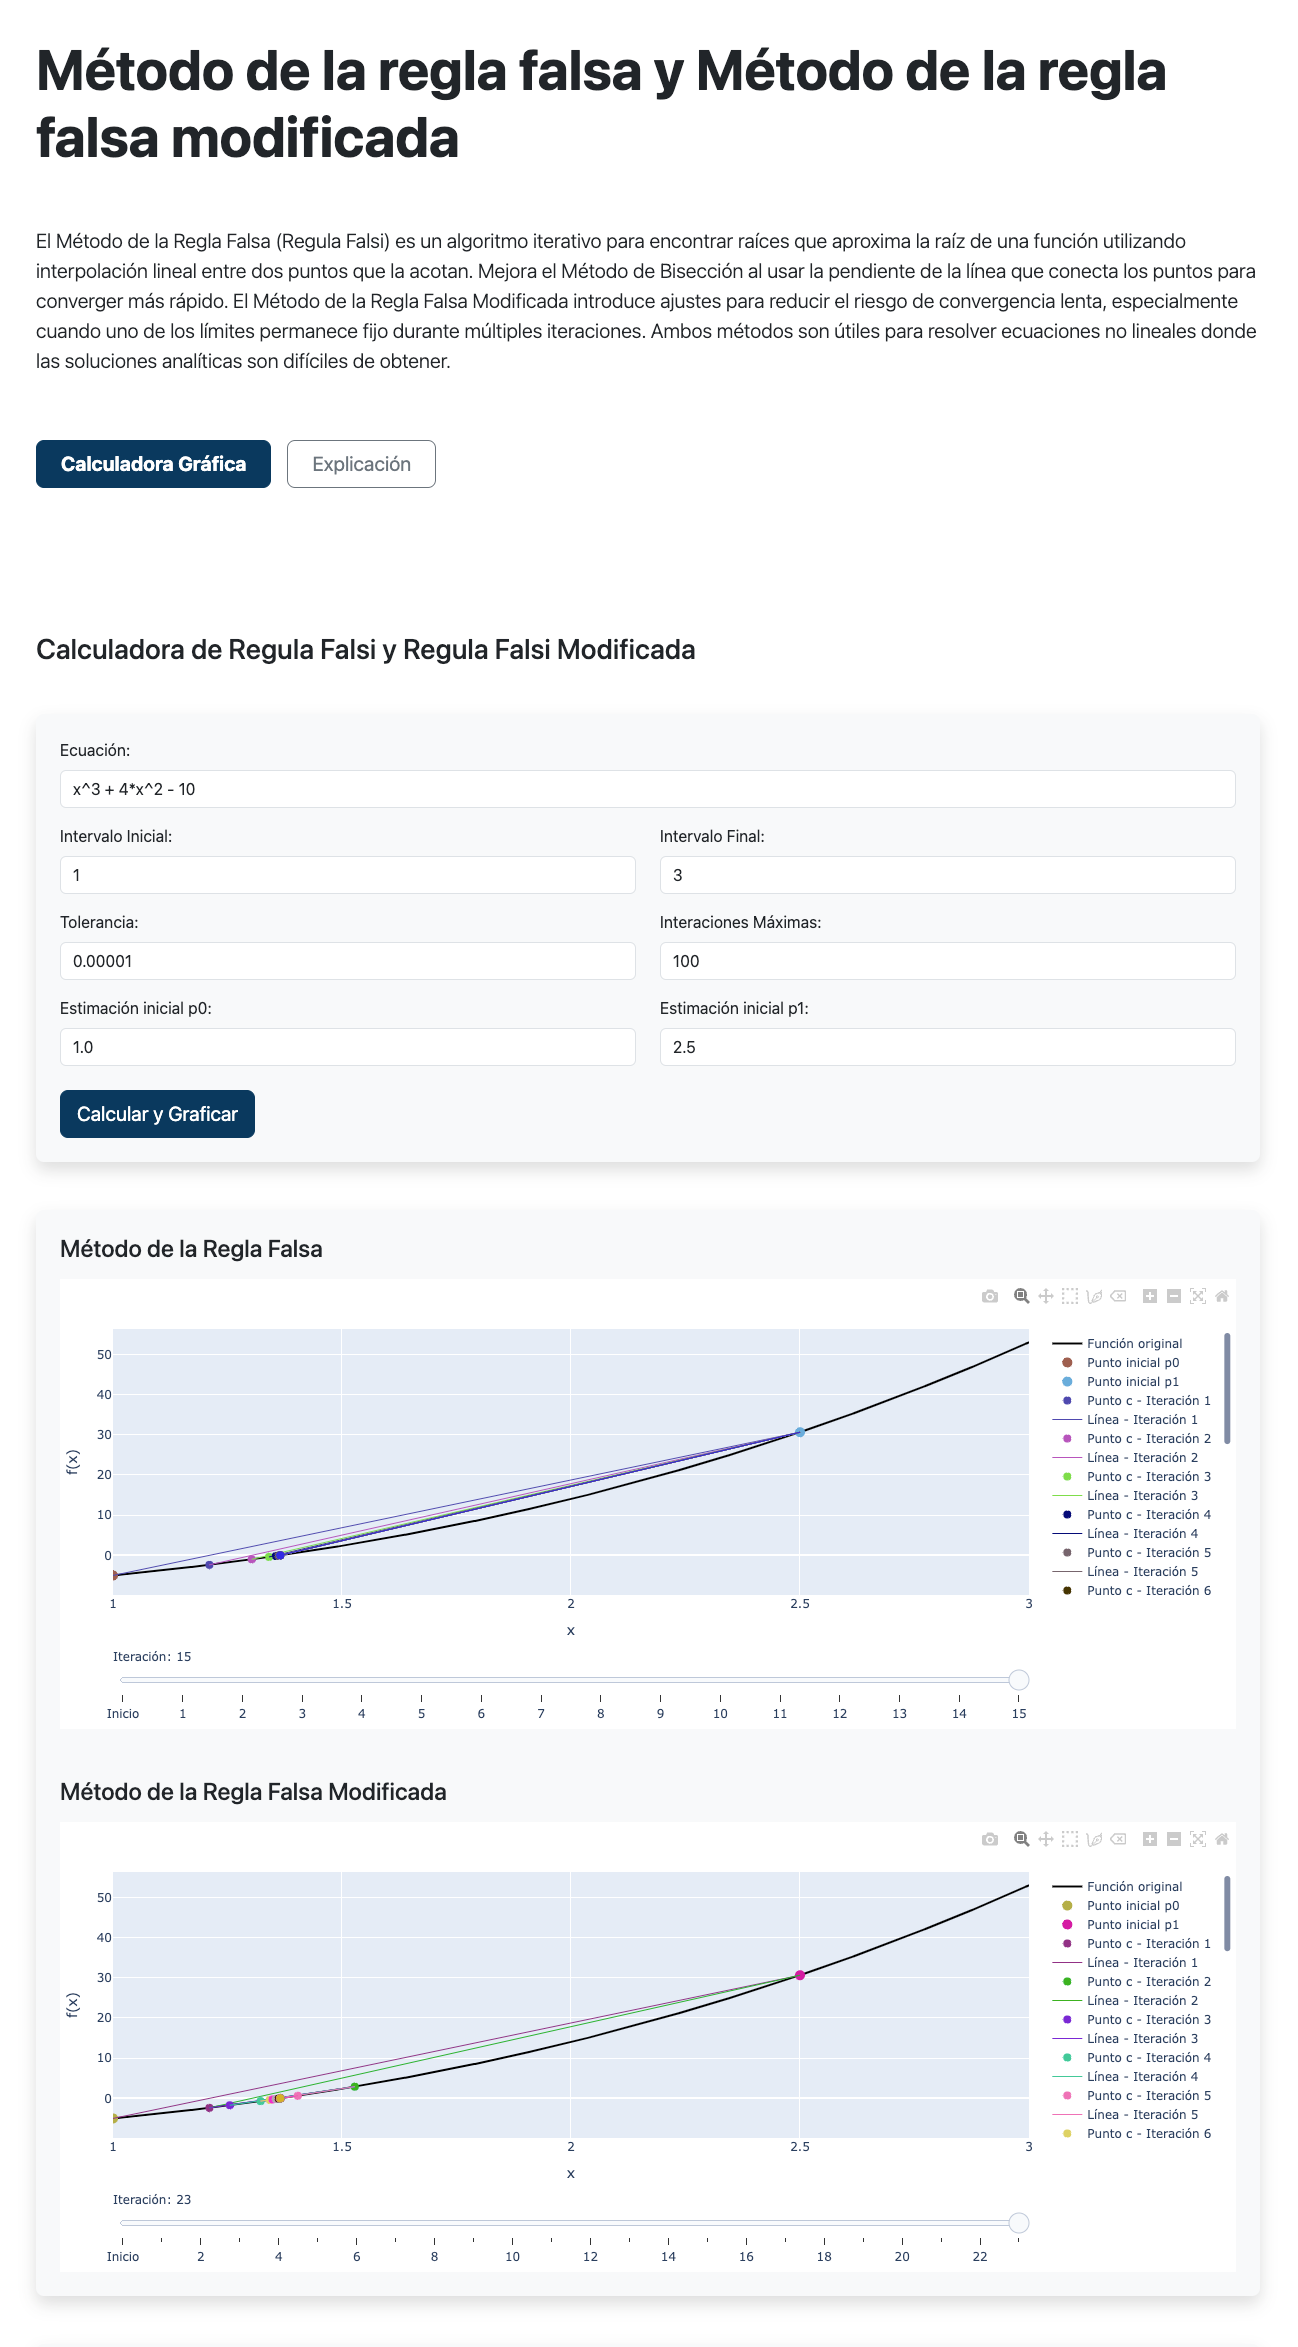 Método de la regla falsa y Método de la regla
falsa modificada
El Método de la Regla Falsa (Regula Falsi) es un algoritmo iterativo para encontrar raíces que aproxima la raíz de una función utilizando
interpolación lineal entre dos puntos que la acotan. Mejora el Método de Bisección al usar la pendiente de la línea que conecta los puntos para
converger más rápido. El Método de la Regla Falsa Modificada introduce ajustes para reducir el riesgo de convergencia lenta, especialmente
cuando uno de los límites permanece fijo durante múltiples iteraciones. Ambos métodos son útiles para resolver ecuaciones no lineales donde
las soluciones analíticas son difíciles de obtener.
Calculadora Gráfica Explicación
Calculadora de Regula Falsi y Regula Falsi Modificada
Ecuación:
x^3 + 4*x^2 - 10
Intervalo Inicial: Intervalo Final:
1 3
Tolerancia: Interaciones Máximas:
0.00001 100
Estimación inicial p0: Estimación inicial p1:
1.0 2.5
Calcular y Graficar
Método de la Regla Falsa
50
40
30
20
10
0
f(x)
1 1.5 2 2.5 3
x
Función original
Punto inicial p0
Punto inicial p1
Punto c - Iteración 1
Línea - Iteración 1
Punto c - Iteración 2
Línea - Iteración 2
Punto c - Iteración 3
Línea - Iteración 3
Punto c - Iteración 4
Línea - Iteración 4
Punto c - Iteración 5
Línea - Iteración 5
Punto c - Iteración 6
Iteración: 15
Inicio 1 2 3 4 5 6 7 8 9 10 11 12 13 14 15
Método de la Regla Falsa Modificada
50
40
30
20
10
0
f(x)
1 1.5 2 2.5 3
x
Función original
Punto inicial p0
Punto inicial p1
Punto c - Iteración 1
Línea - Iteración 1
Punto c - Iteración 2
Línea - Iteración 2
Punto c - Iteración 3
Línea - Iteración 3
Punto c - Iteración 4
Línea - Iteración 4
Punto c - Iteración 5
Línea - Iteración 5
Punto c - Iteración 6
Iteración: 23
Inicio 2 4 6 8 10 12 14 16 18 20 22